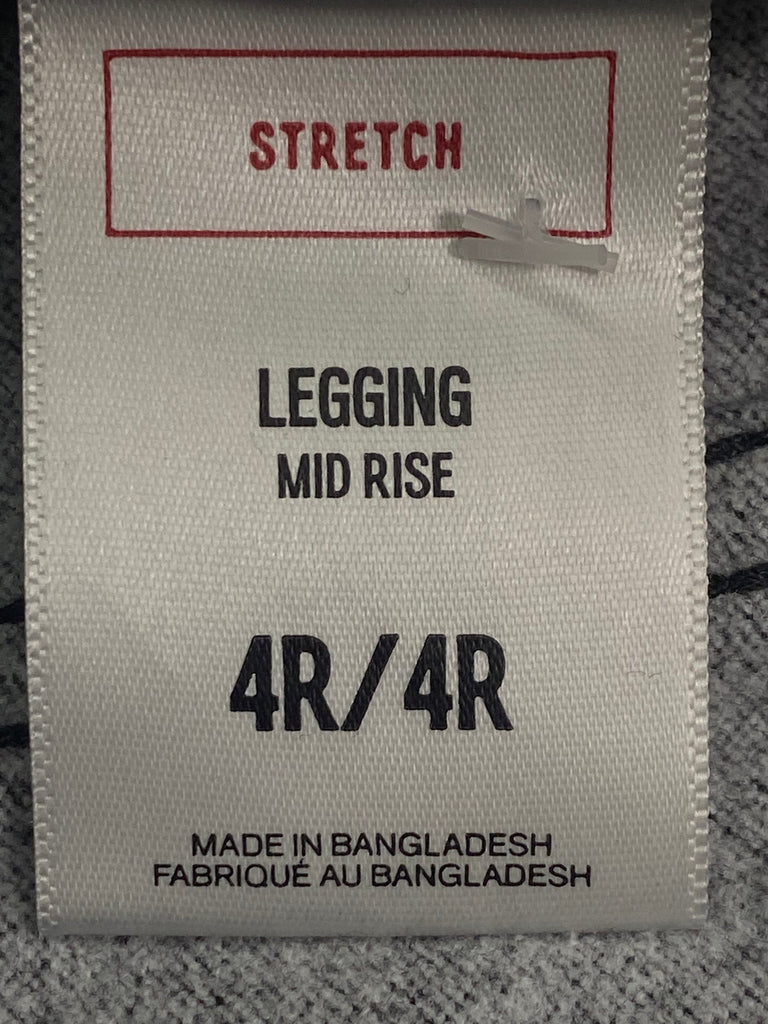 STRETCH
LEGGING
MID RISE
4R/4R
MADE IN BANGLADESH
FABRIQUÉ AU BANGLADESH